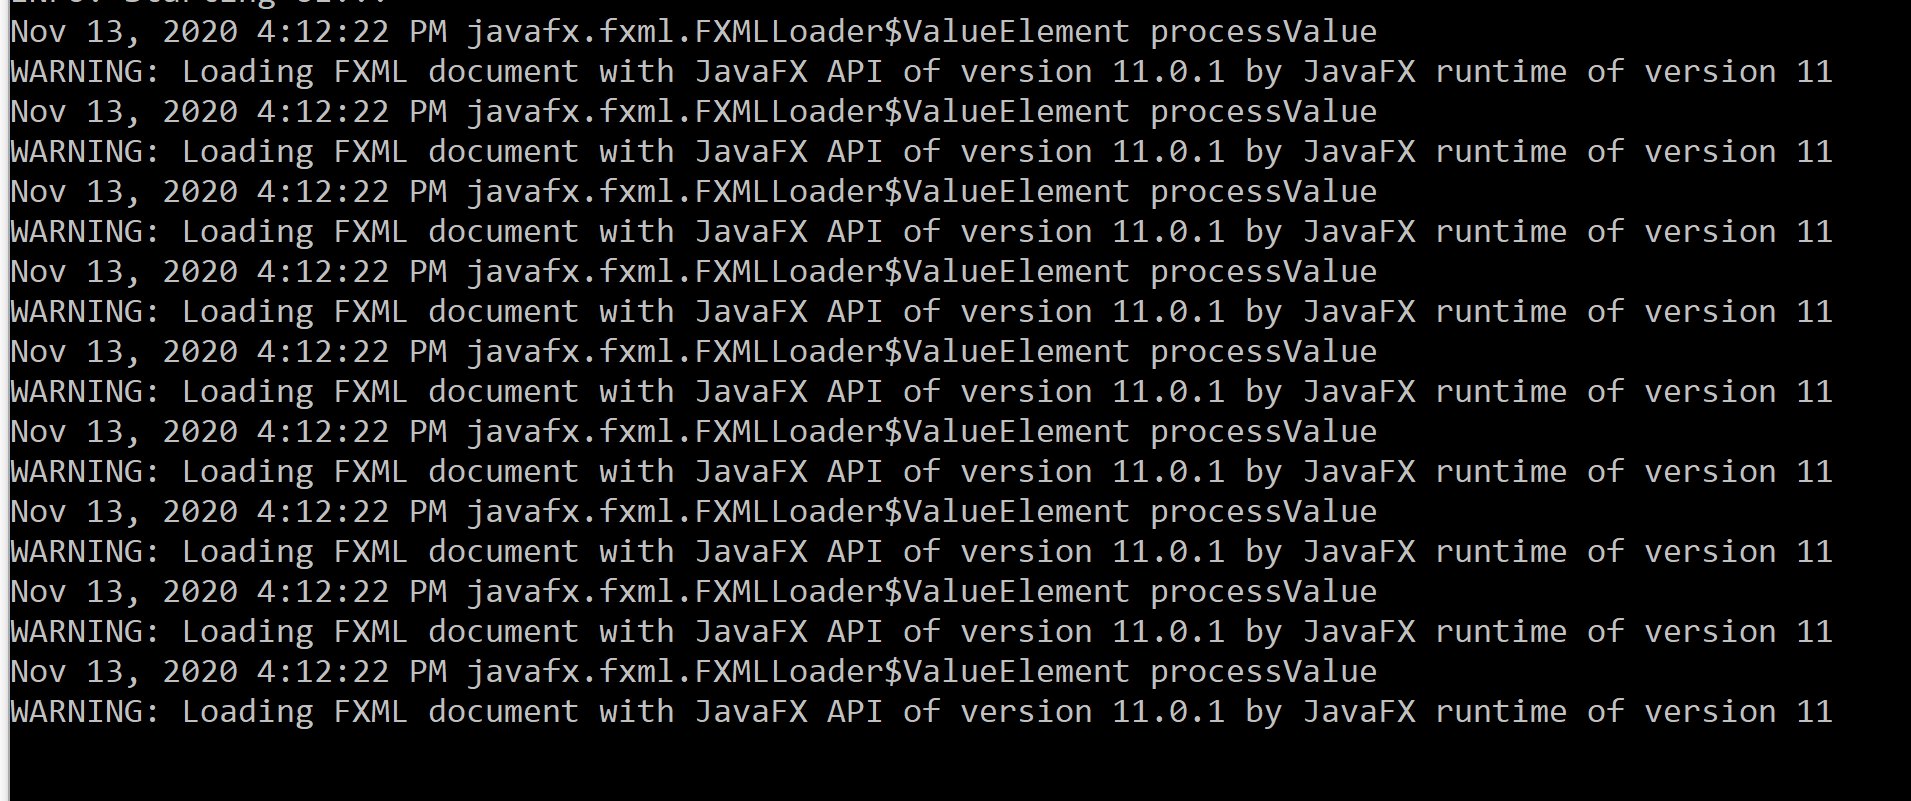 Nov 13, 2020 4:12:22 PM javafx.fxml.FXMLLoader$ValueElement processValue
WARNING: Loading FXML document with JavaFX API of version 11.0.1 by JavaFX runtime of version 11
Nov 13, 2020 4:12:22 PM javafx.fxml.FXMLLoader$ValueElement processValue
WARNING: Loading FXML document with JavaFX API of version 11.0.1 by JavaFX runtime of version 11
Nov 13, 2020 4:12:22 PM javafx.fxml.FXMLLoader$ValueElement processValue
WARNING: Loading FXML document with JavaFX API of version 11.0.1 by JavaFX runtime of version 11
Nov 13, 2020 4:12:22 PM javafx.fxml.FXMLLoader$ValueElement processValue
WARNING: Loading FXML document with JavaFX API of version 11.0.1 by JavaFX runtime of version 11
Nov 13, 2020 4:12:22 PM javafx.fxml.FXMLLoader$ValueElement processValue
WARNING: Loading FXML document with JavaFX API of version 11.0.1 by JavaFX runtime of version 11
Nov 13, 2020 4:12:22 PM javafx.fxml.FXMLLoader$ValueElement processValue
WARNING: Loading FXML document with JavaFX API of version 11.0.1 by JavaFX runtime of version 11
Nov 13, 2020 4:12:22 PM javafx.fxml.FXMLLoader$ValueElement processValue
WARNING: Loading FXML document with JavaFX API of version 11.0.1 by JavaFX runtime of version 11
Nov 13, 2020 4:12:22 PM javafx.fxml.FXMLLoader$ValueElement processValue
WARNING: Loading FXML document with JavaFX API of version 11.0.1 by JavaFX runtime of version 11
Nov 13, 2020 4:12:22 PM javafx.fxml.FXMLLoader$ValueElement processValue
WARNING: Loading FXML document with JavaFX API of version 11.0.1 by JavaFX runtime of version 11